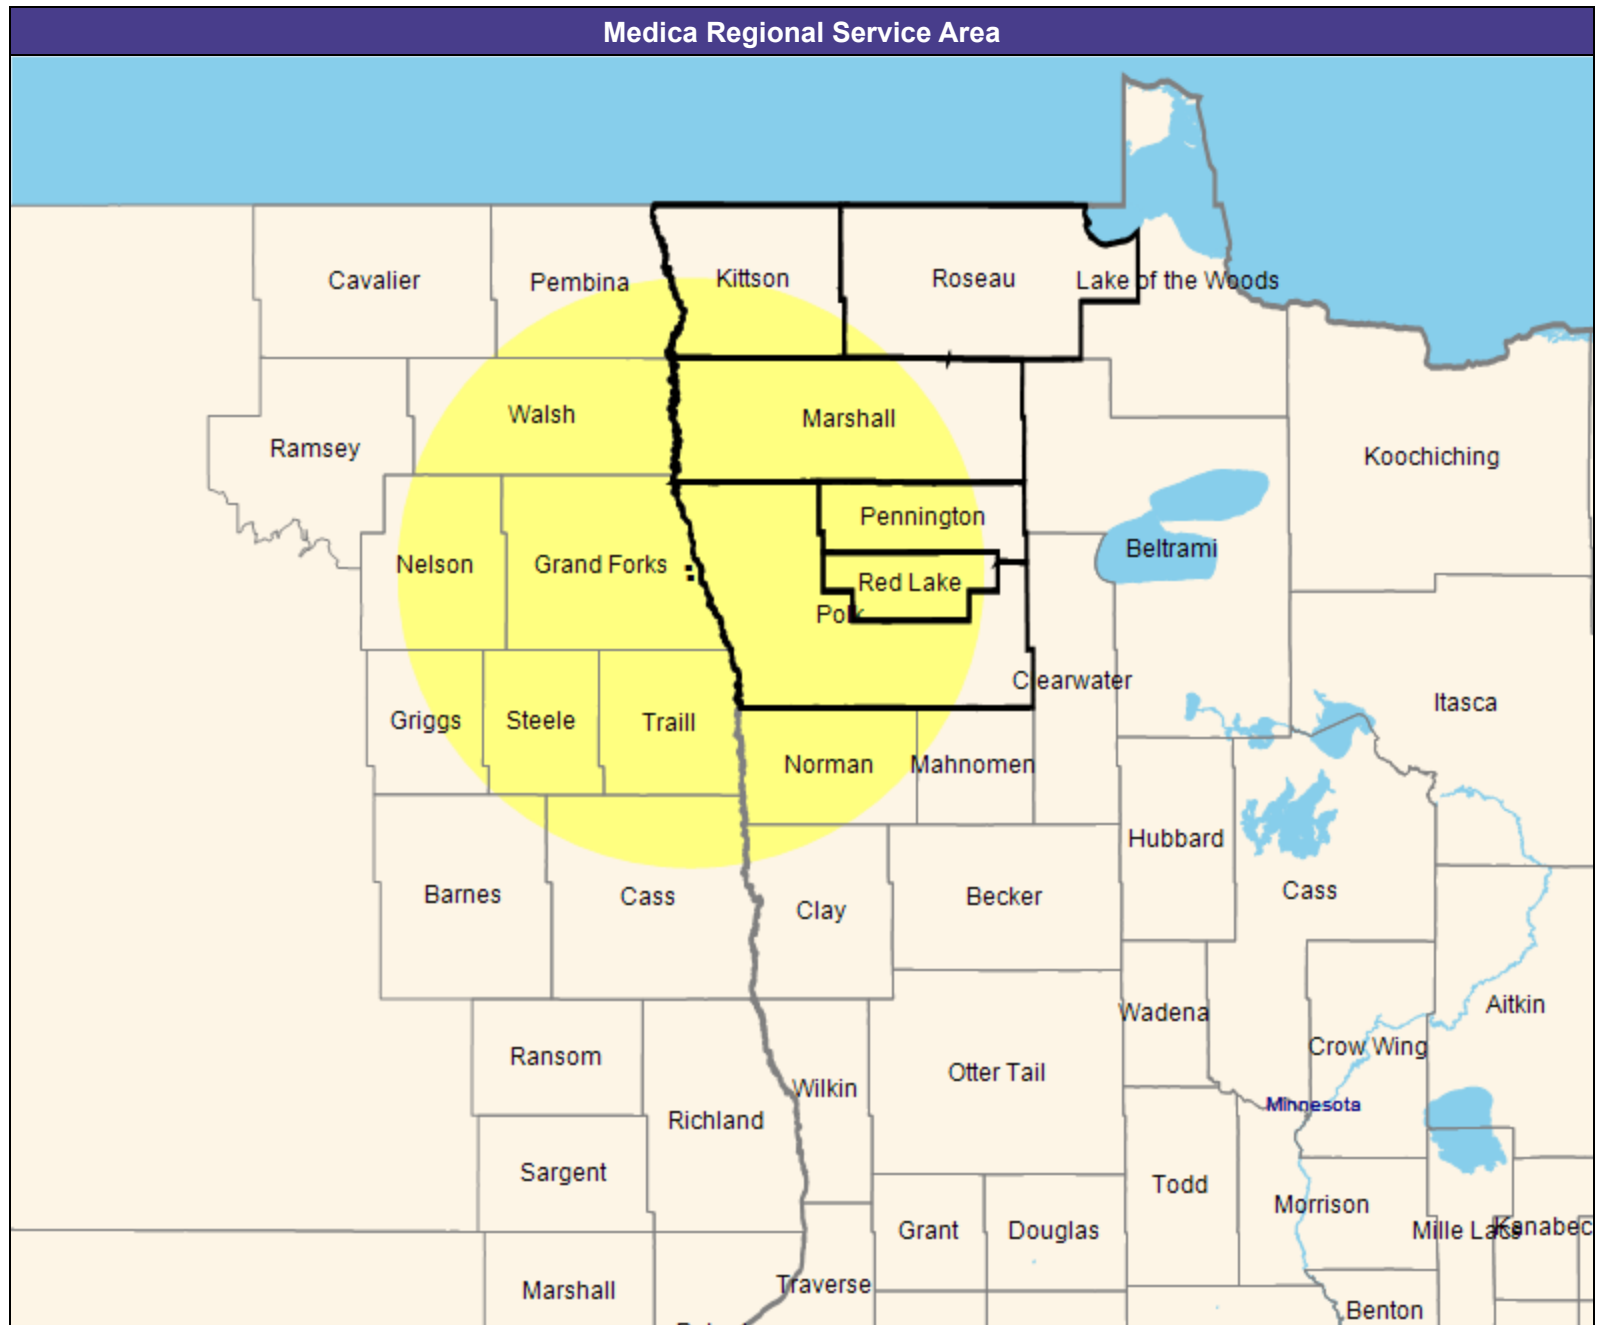 Medica Regional Service Area
Cavalier
Pembina
Kittson
Roseau
Lake of the Woods
Walsh
Marshall
Ramsey
Koochiching
Pennington
Beltrami
Nelson
Grand Forks
Red Lake
Polk
Clearwater
Griggs
Steele
Traill
Itasca
Norman
Mahnomen
Hubbard
Barnes
Cass
Clay
Becker
Cass
Wadena
Aitkin
Crow Wing
Ransom
Otter Tail
Wilkin
Minnesota
Richland
Sargent
Todd
Morrison
Grant
Douglas
Mille Lacs
Kanabec
Marshall
Traverse
Benton